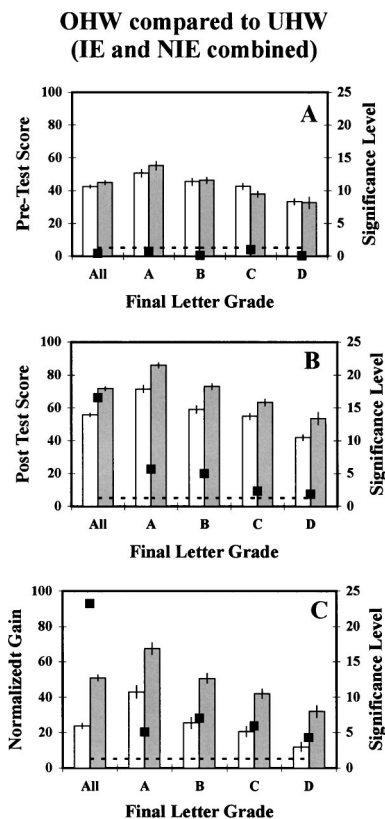 OHW compared to UHW
(IE and NIE combined)
A
Pre-Test Score
100
80
60
40
20
0
25
20
15
10
5
0
Significance Level
All A B C D
Final Letter Grade
B
Post Test Score
100
80
60
40
20
0
25
20
15
10
5
0
Significance Level
All A B C D
Final Letter Grade
C
Normalizedt Gain
100
80
60
40
20
0
25
20
15
10
5
0
Significance Level
All A B C D
Final Letter Grade